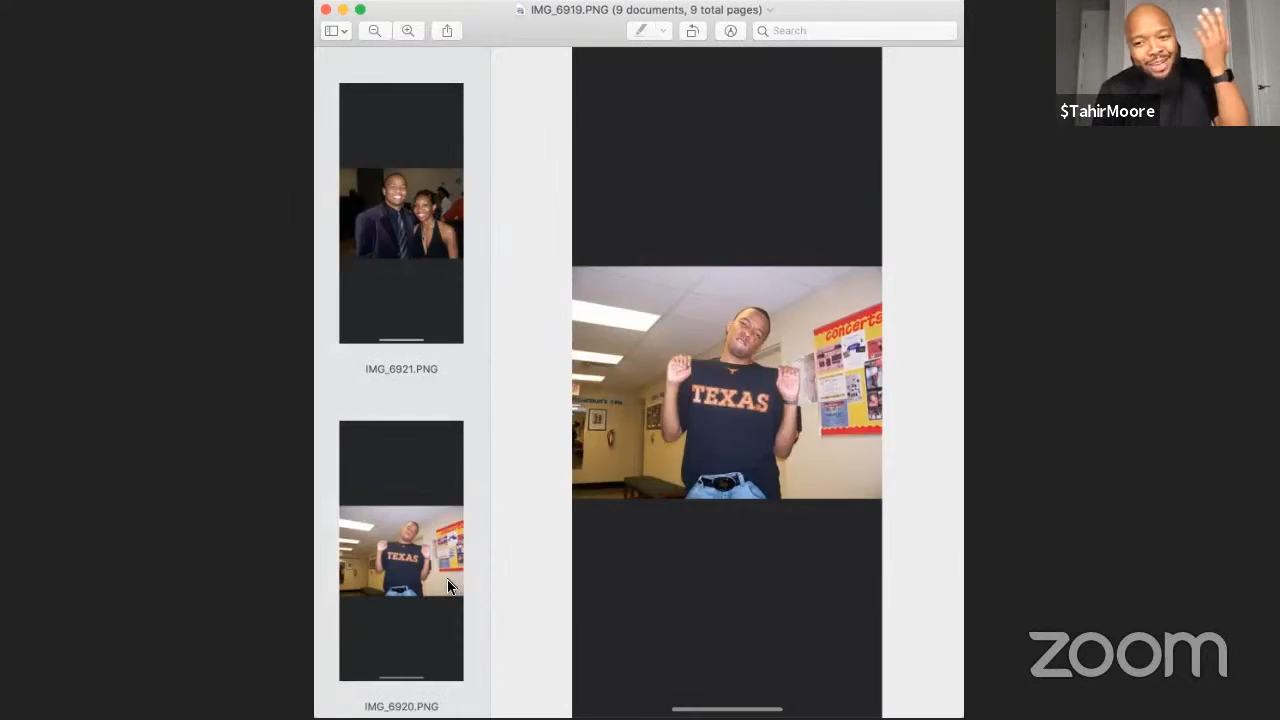 IMG_6919.PNG (9 documents, 9 total pages)
Search
$TahirMoore
concerts
TEXAS
IMG_6921.PNG
TEXAS
IMG_6920.PNG
zoom